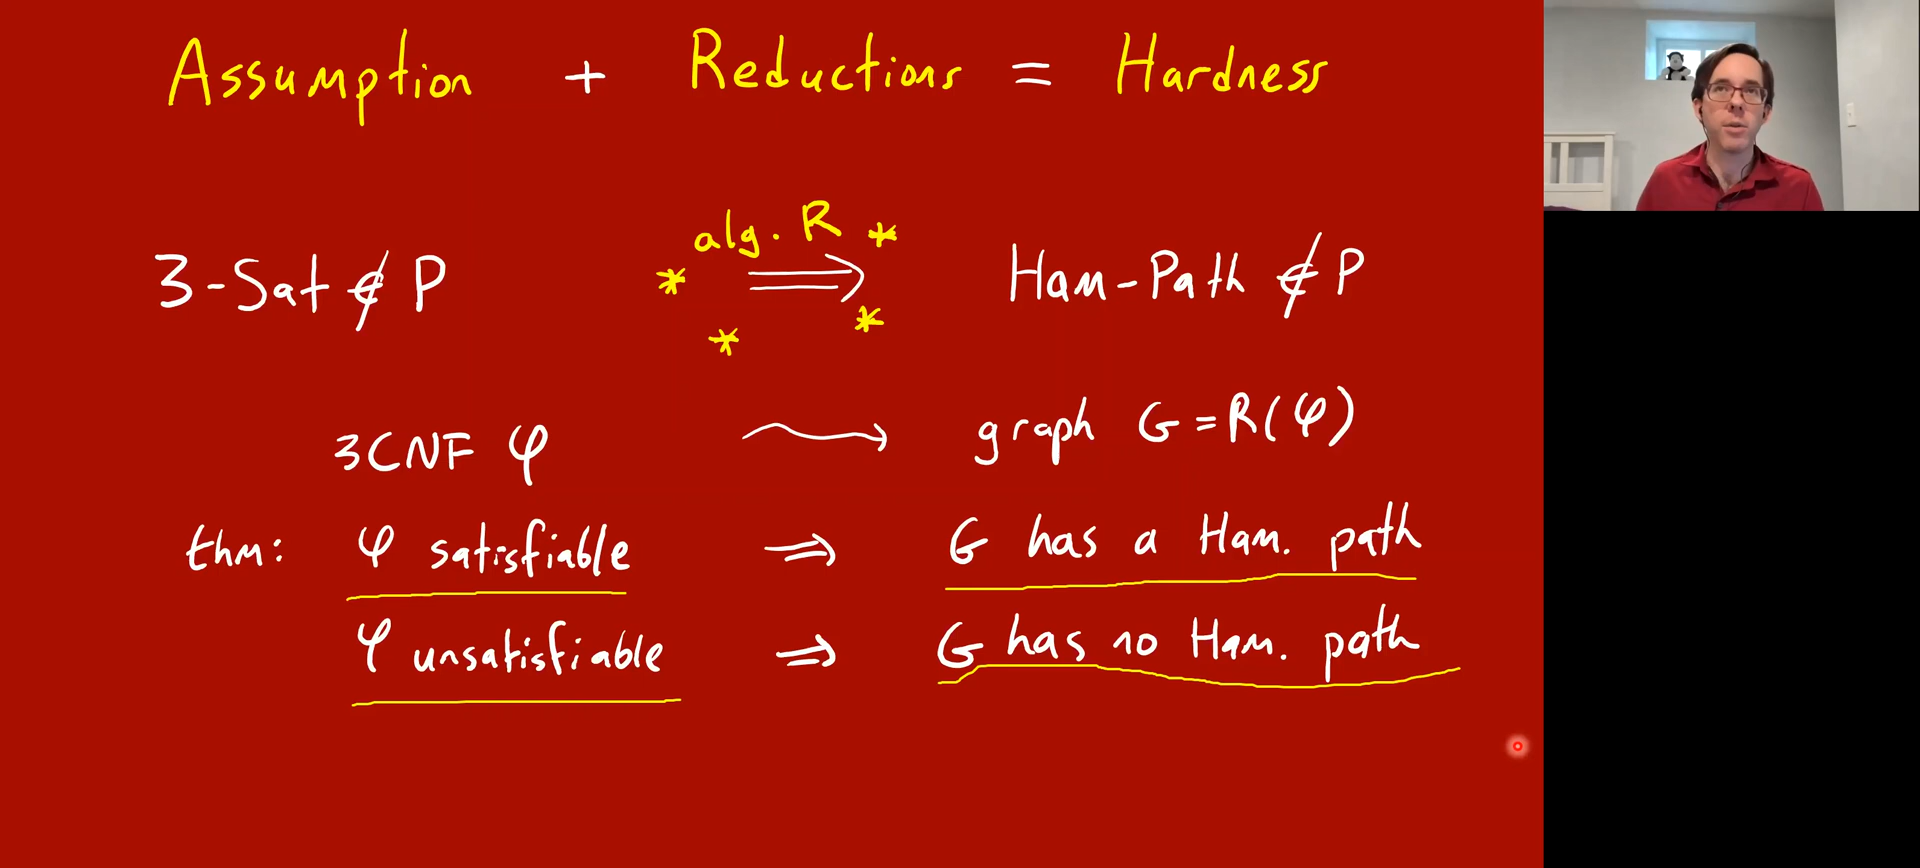 Assumption + Reductions = Hardness
alg. R
3-Sat ∉ P ⟹ Ham-Path ∉ P
3CNF φ ⟿ graph G = R(φ)
thm: φ satisfiable ⟹ G has a Ham. path
φ unsatisfiable ⟹ G has no Ham. path